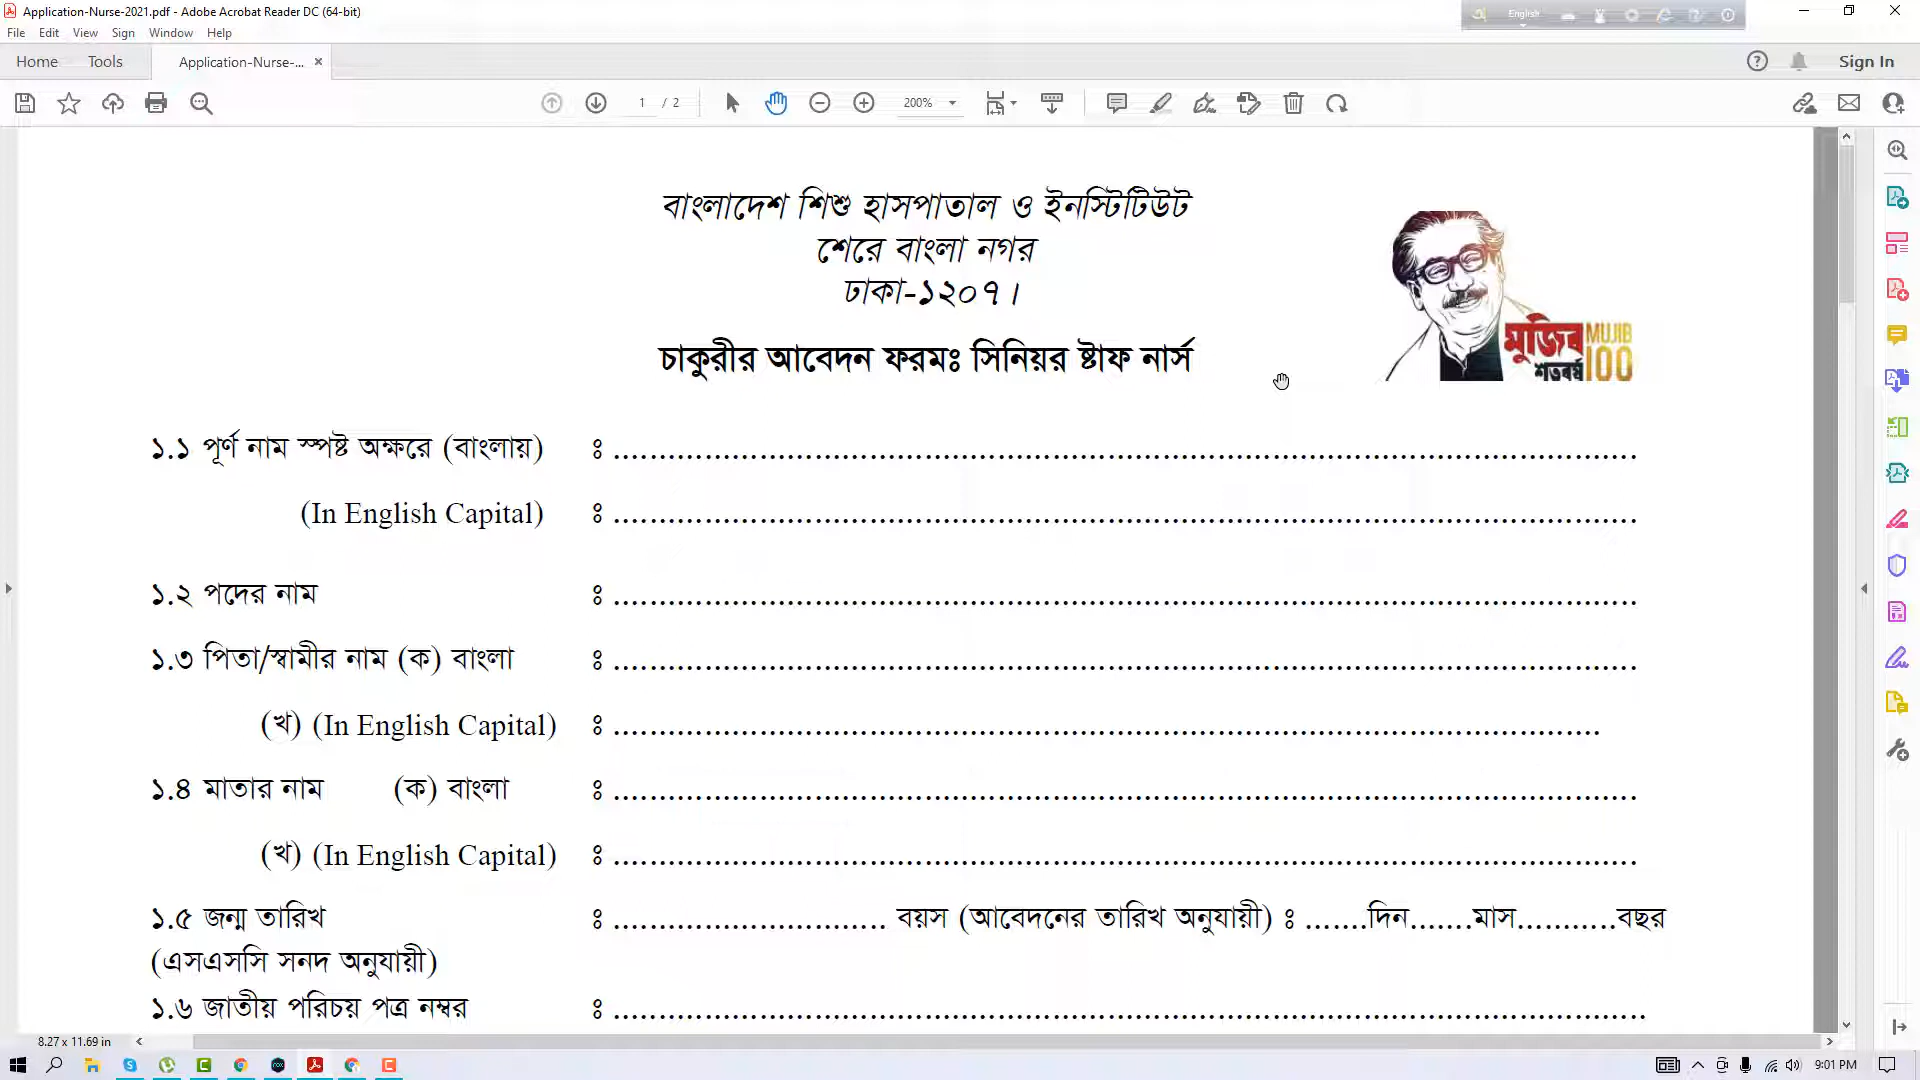 Application-Nurse-2021.pdf - Adobe Acrobat Reader DC (64-bit)
English
File Edit View Sign Window Help
Home Tools Application-Nurse-... Sign In
1 / 2 200%
বাংলাদেশ শিশু হাসপাতাল ও ইনস্টিটিউট
শেরে বাংলা নগর
ঢাকা-১২০৭।
মুজিব MUJIB
শতবর্ষ 100
চাকুরীর আবেদন ফরমঃ সিনিয়র ষ্টাফ নার্স
১.১ পূর্ণ নাম স্পষ্ট অক্ষরে (বাংলায়) ঃ ..........................................................................................................
(In English Capital) ঃ ..........................................................................................................
১.২ পদের নাম ঃ ..........................................................................................................
১.৩ পিতা/স্বামীর নাম (ক) বাংলা ঃ ..........................................................................................................
(খ) (In English Capital) ঃ ......................................................................................................
১.৪ মাতার নাম (ক) বাংলা ঃ ..........................................................................................................
(খ) (In English Capital) ঃ ..........................................................................................................
১.৫ জন্ম তারিখ ঃ .............................. বয়স (আবেদনের তারিখ অনুযায়ী) ঃ .......দিন.......মাস...........বছর
(এসএসসি সনদ অনুযায়ী)
১.৬ জাতীয় পরিচয় পত্র নম্বর ঃ ..........................................................................................................
8.27 x 11.69 in
9:01 PM